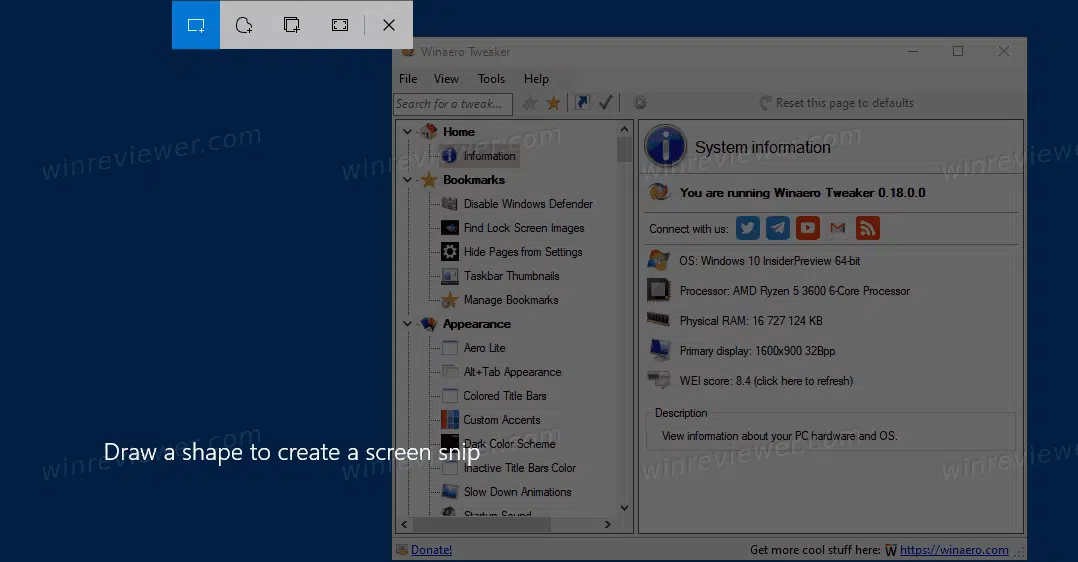 Winaero Tweaker
File View Tools Help
Search for a tweak...
Reset this page to defaults
Home
Information
Bookmarks
Disable Windows Defender
Find Lock Screen Images
Hide Pages from Settings
Taskbar Thumbnails
Manage Bookmarks
Appearance
Aero Lite
Alt+Tab Appearance
Colored Title Bars
Custom Accents
Dark Color Scheme
Inactive Title Bars Color
Slow Down Animations
Startup Sound
System information
You are running Winaero Tweaker 0.18.0.0
Connect with us:
OS: Windows 10 InsiderPreview 64-bit
Processor: AMD Ryzen 5 3600 6-Core Processor
Physical RAM: 16 727 124 KB
Primary display: 1600x900 32Bpp
WEI score: 8.4 (click here to refresh)
Description
View information about your PC hardware and OS.
Draw a shape to create a screen snip
Donate!
Get more cool stuff here: W https://winaero.com
winreviewer.com
winreviewer.com
winreviewer.com
winreviewe
winreviewer.com
winreviewer.com
winreviewer.com
winreviewe